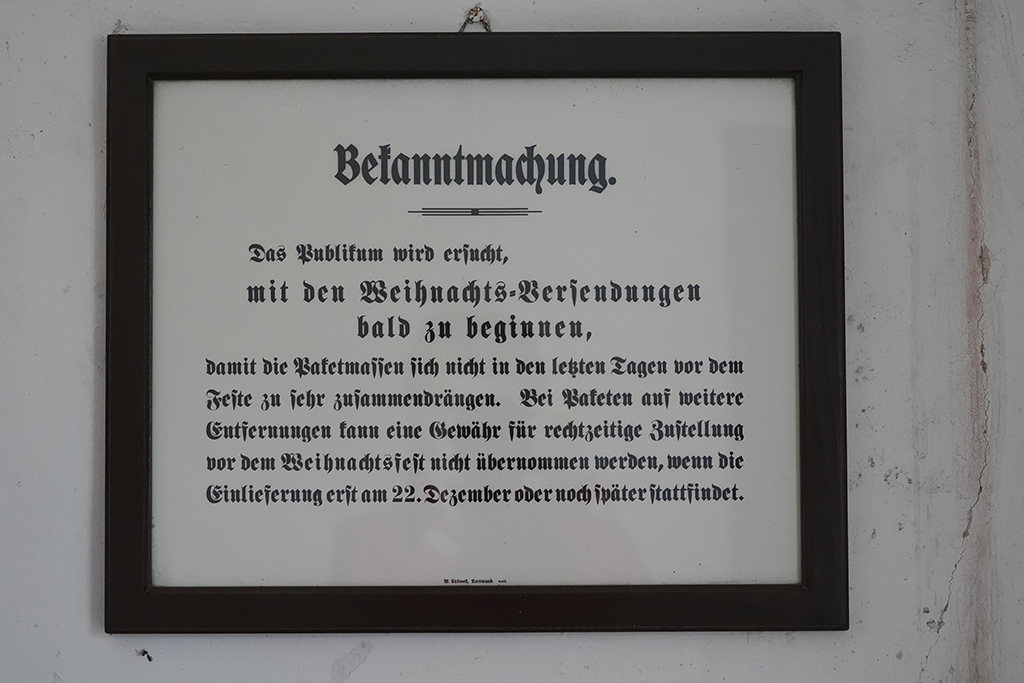 Bekanntmachung.
Das Publikum wird ersucht,
mit den Weihnachts-Versendungen
bald zu beginnen,
damit die Paketmassen sich nicht in den letzten Tagen vor dem
Feste zu sehr zusammendrängen. Bei Paketen auf weitere
Entfernungen kann eine Gewähr für rechtzeitige Zustellung
vor dem Weihnachtsfest nicht übernommen werden, wenn die
Einlieferung erst am 22. Dezember oder noch später stattfindet.
Dortmund